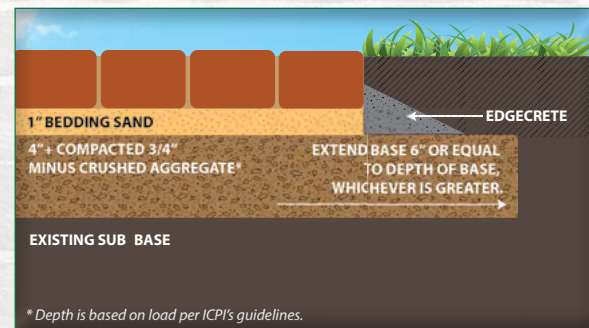 1" BEDDING SAND
EDGECRETE
4"+ COMPACTED 3/4"
MINUS CRUSHED AGGREGATE*
EXTEND BASE 6" OR EQUAL
TO DEPTH OF BASE,
WHICHEVER IS GREATER.
EXISTING SUB BASE
* Depth is based on load per ICPI's guidelines.